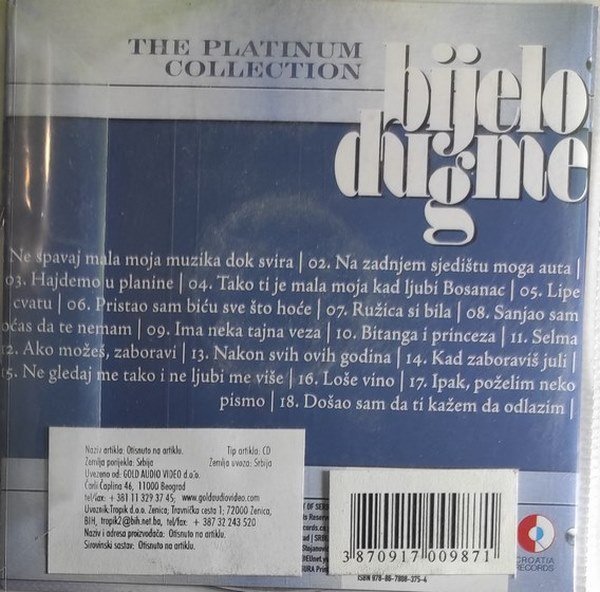 THE PLATINUM
COLLECTION
bijelo
dugme
Ne spavaj mala moja muzika dok svira | 02. Na zadnjem sjedištu moga auta |
03. Hajdemo u planine | 04. Tako ti je mala moja kad ljubi Bosanac | 05. Lipe
cvatu | 06. Pristao sam biću sve što hoće | 07. Ružica si bila | 08. Sanjao sam
noćas da te nemam | 09. Ima neka tajna veza | 10. Bitanga i princeza | 11. Selma
12. Ako možeš, zaboravi | 13. Nakon svih ovih godina | 14. Kad zaboraviš juli |
15. Ne gledaj me tako i ne ljubi me više | 16. Loše vino | 17. Ipak, poželim neko
pismo | 18. Došao sam da ti kažem da odlazim |
Naziv artikla: Otisnuto na artiklu. Tip artikla: CD
Zemlja porijekla: Srbija Zemlja uvoza: Srbija
Uvezeno od: GOLD AUDIO VIDEO d.o.o.
Čarli Čaplina 46, 11000 Beograd
tel/fax: + 381 11 329 37 45; www.goldaudiovideo.com
Uvoznik:Tropik d.o.o. Zenica; Travnička cesta 1; 72000 Zenica,
BIH, tropik2@bih.net.ba, tel/fax: + 387 32 243 520
Naziv i adresa proizvođača: Otisnuto na artiklu.
Sirovinski sastav: Otisnuto na artiklu.
3 870917 009871
ISBN 978-86-7808-375-4
CROATIA
RECORDS